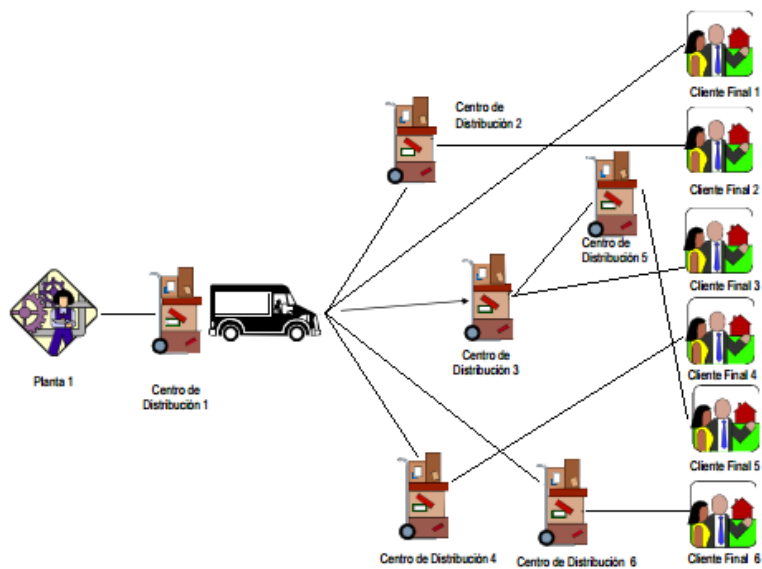 Cliente Final 1
Centro de
Distribución 2
Cliente Final 2
Centro de
Distribución 5
Cliente Final 3
Centro de
Distribución 3
Cliente Final 4
Planta 1
Centro de
Distribución 1
Cliente Final 5
Centro de Distribución 4
Centro de Distribución 6
Cliente Final 6